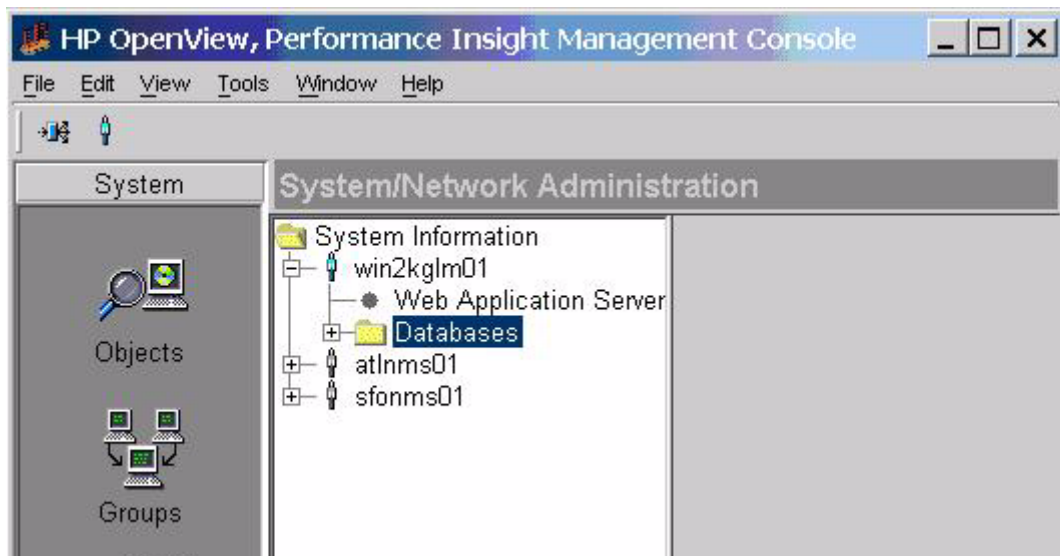 HP OpenView, Performance Insight Management Console
File Edit View Tools Window Help
System
System/Network Administration
System Information
win2kglm01
Web Application Server
Databases
atlnms01
sfonms01
Objects
Groups